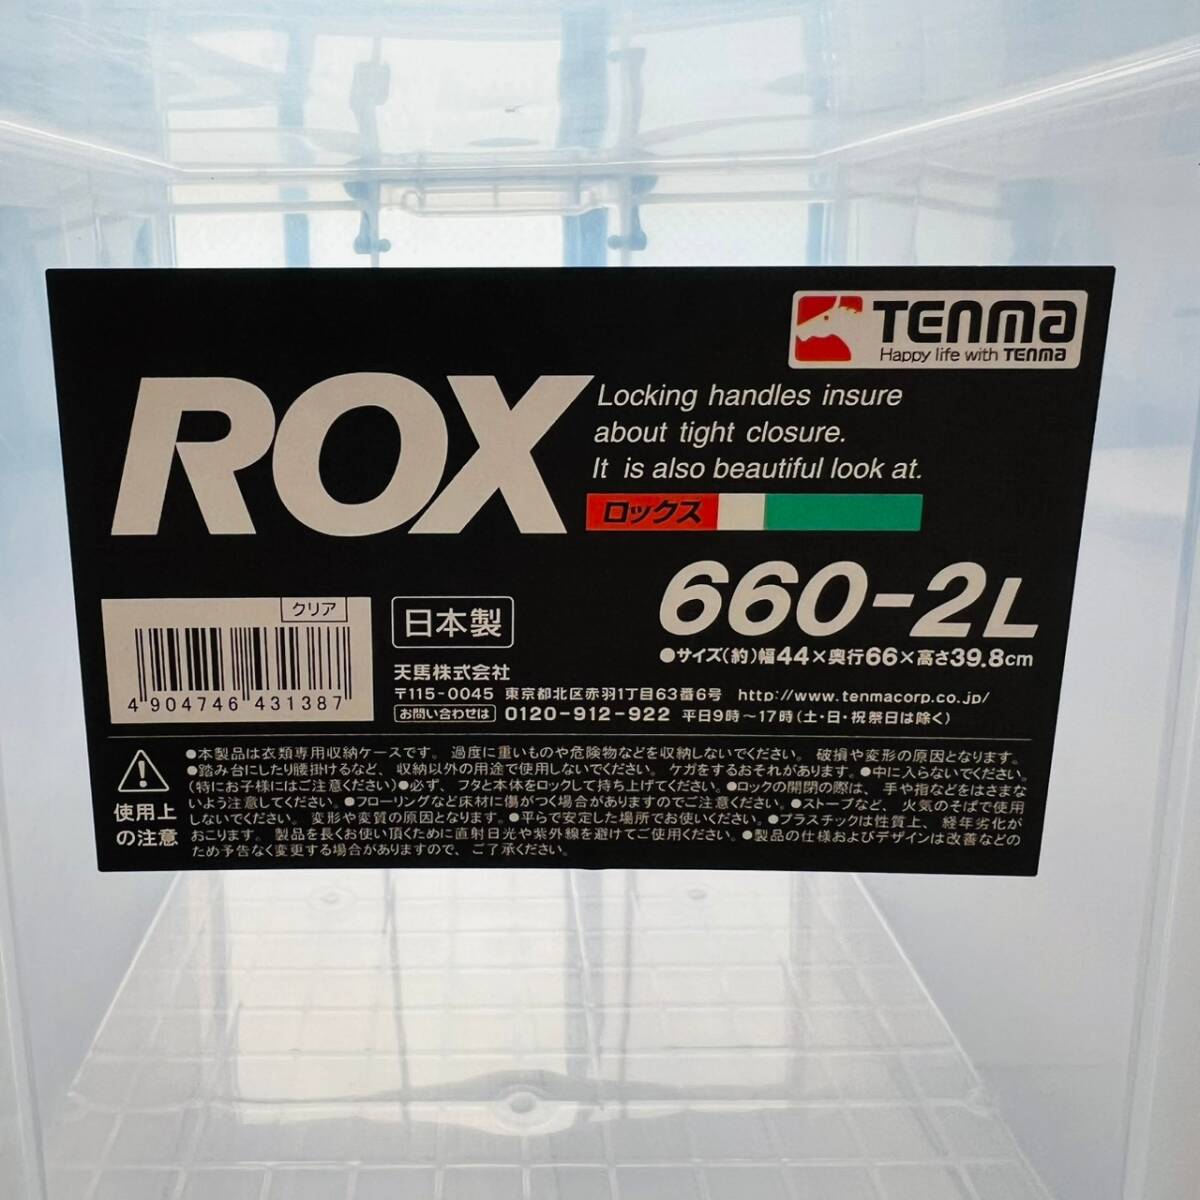 TENMA
Happy life with TENMA
ROX
Locking handles insure
about tight closure.
It is also beautiful look at.
ロックス
660-2L
●サイズ(約)幅44×奥行66×高さ39.8cm
クリア
4 904746 431387
日本製
天馬株式会社
〒115-0045 東京都北区赤羽1丁目63番6号 http://www.tenmacorp.co.jp/
お問い合わせは 0120-912-922 平日9時〜17時(土・日・祝祭日は除く)
使用上
の注意
●本製品は衣類専用収納ケースです。過度に重いものや危険物などを収納しないでください。破損や変形の原因となります。
●踏み台にしたり腰掛けるなど、収納以外の用途で使用しないでください。ケガをするおそれがあります。●中に入らないでください。
(特にお子様にはご注意ください)●必ず、フタと本体をロックして持ち上げてください。●ロックの開閉の際は、手や指などをはさまな
いよう注意してください。●フローリングなど床材に傷がつく場合がありますのでご注意ください。●ストーブなど、火気のそばで使用
しないでください。変形や変質の原因となります。●平らで安定した場所でお使いください。●プラスチックは性質上、経年劣化が
おこります。製品を長くお使い頂くために直射日光や紫外線を避けてご使用ください。●製品の仕様およびデザインは改善などの
ため予告なく変更する場合がありますので、ご了承ください。